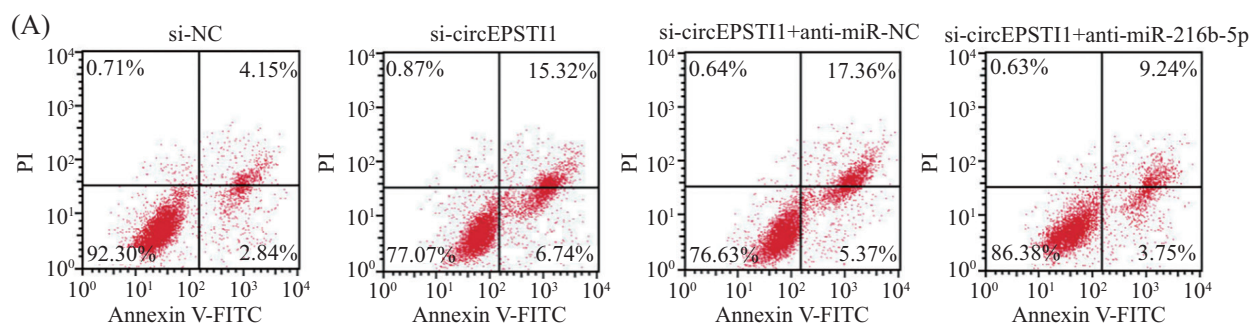 (A)
si-NC
si-circEPSTI1
si-circEPSTI1+anti-miR-NC
si-circEPSTI1+anti-miR-216b-5p
10⁴
10³
10²
10¹
10⁰
PI
0.71%
4.15%
92.30%
2.84%
10⁰ 10¹ 10² 10³ 10⁴
Annexin V-FITC
10⁴
10³
10²
10¹
10⁰
PI
0.87%
15.32%
77.07%
6.74%
10⁰ 10¹ 10² 10³ 10⁴
Annexin V-FITC
10⁴
10³
10²
10¹
10⁰
PI
0.64%
17.36%
76.63%
5.37%
10⁰ 10¹ 10² 10³ 10⁴
Annexin V-FITC
10⁴
10³
10²
10¹
10⁰
PI
0.63%
9.24%
86.38%
3.75%
10⁰ 10¹ 10² 10³ 10⁴
Annexin V-FITC